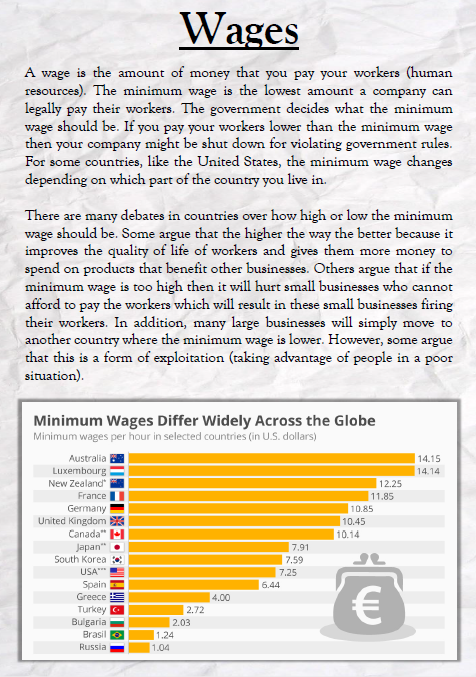 Wages
A wage is the amount of money that you pay your workers (human
resources). The minimum wage is the lowest amount a company can
legally pay their workers. The government decides what the minimum
wage should be. If you pay your workers lower than the minimum wage
then your company might be shut down for violating government rules.
For some countries, like the United States, the minimum wage changes
depending on which part of the country you live in.
There are many debates in countries over how high or low the minimum
wage should be. Some argue that the higher the way the better because it
improves the quality of life of workers and gives them more money to
spend on products that benefit other businesses. Others argue that if the
minimum wage is too high then it will hurt small businesses who cannot
afford to pay the workers which will result in these small businesses firing
their workers. In addition, many large businesses will simply move to
another country where the minimum wage is lower. However, some argue
that this is a form of exploitation (taking advantage of people in a poor
situation).
Minimum Wages Differ Widely Across the Globe
Minimum wages per hour in selected countries (in U.S. dollars)
Australia 14.15
Luxembourg 14.14
New Zealand* 12.25
France 11.85
Germany 10.85
United Kingdom 10.45
Canada** 10.14
Japan** 7.91
South Korea 7.59
USA*** 7.25
Spain 6.44
Greece 4.00
Turkey 2.72
Bulgaria 2.03
Brasil 1.24
Russia 1.04
€